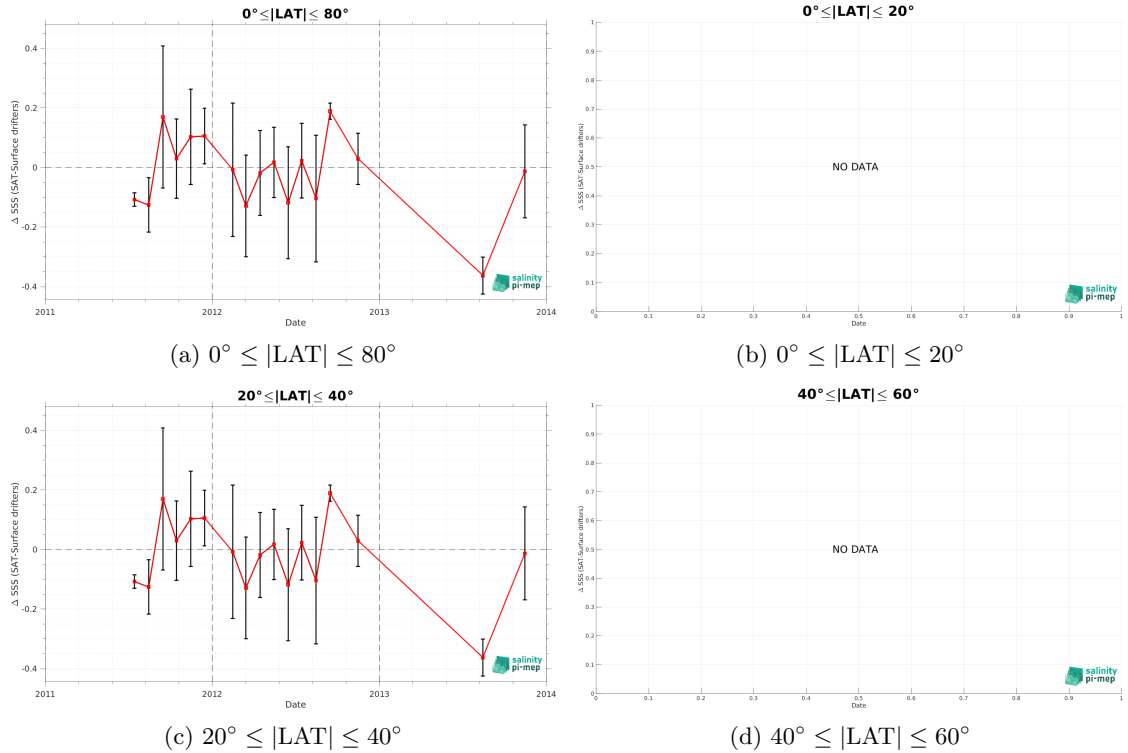 0°≤|LAT|≤ 80°
Δ SSS (SAT-Surface drifters)
0.4
0.2
0
-0.2
-0.4
2011 2012 2013 2014
Date
salinity
pi-mep
(a) 0° ≤ |LAT| ≤ 80°
0°≤|LAT|≤ 20°
Δ SSS (SAT-Surface drifters)
1
0.9
0.8
0.7
0.6
0.5
0.4
0.3
0.2
0.1
0
NO DATA
0 0.1 0.2 0.3 0.4 0.5 0.6 0.7 0.8 0.9 1
Date
salinity
pi-mep
(b) 0° ≤ |LAT| ≤ 20°
20°≤|LAT|≤ 40°
Δ SSS (SAT-Surface drifters)
0.4
0.2
0
-0.2
-0.4
2011 2012 2013 2014
Date
salinity
pi-mep
(c) 20° ≤ |LAT| ≤ 40°
40°≤|LAT|≤ 60°
Δ SSS (SAT-Surface drifters)
1
0.9
0.8
0.7
0.6
0.5
0.4
0.3
0.2
0.1
0
NO DATA
0 0.1 0.2 0.3 0.4 0.5 0.6 0.7 0.8 0.9 1
Date
salinity
pi-mep
(d) 40° ≤ |LAT| ≤ 60°